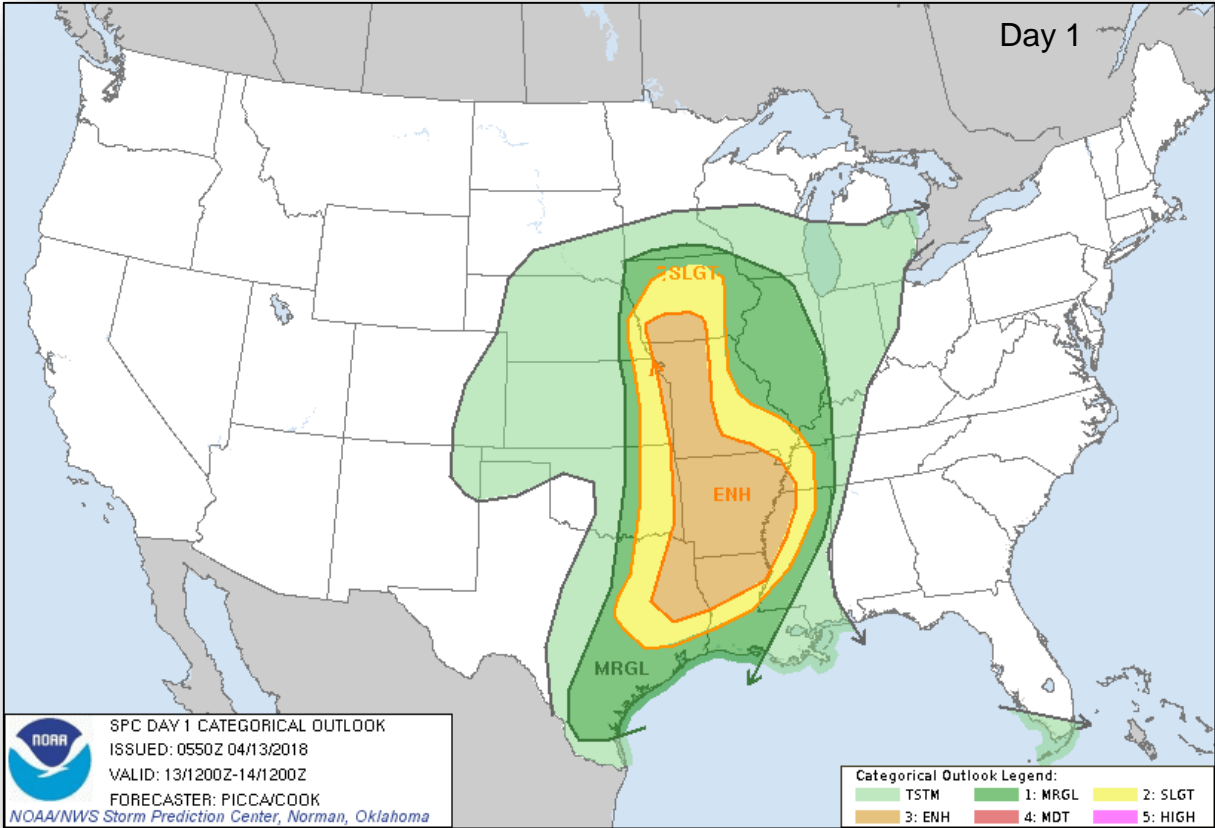 Day 1
SLGT
ENH
MRGL
NOAA
SPC DAY 1 CATEGORICAL OUTLOOK
ISSUED: 0550Z 04/13/2018
VALID: 13/1200Z-14/1200Z
FORECASTER: PICCA/COOK
NOAA/NWS Storm Prediction Center, Norman, Oklahoma
Categorical Outlook Legend:
TSTM 1: MRGL 2: SLGT
3: ENH 4: MDT 5: HIGH